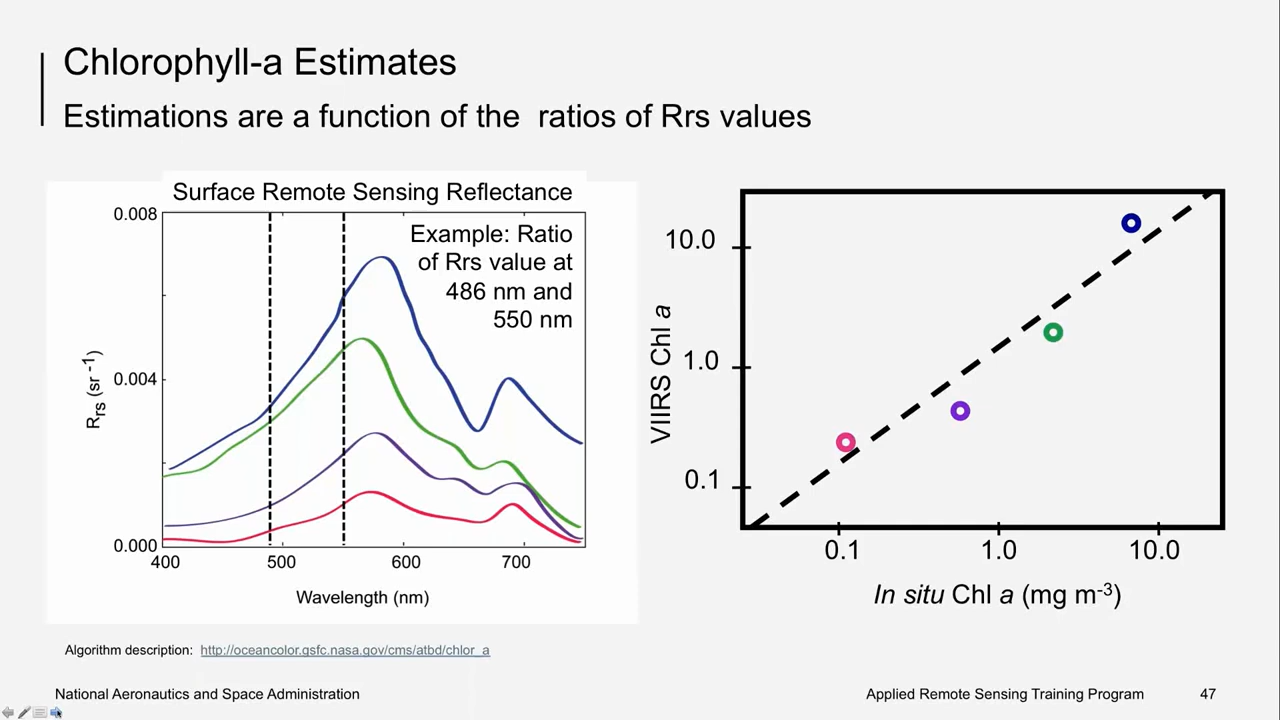 Chlorophyll-a Estimates
Estimations are a function of the  ratios of Rrs values
Surface Remote Sensing Reflectance
Example: Ratio
of Rrs value at
486 nm and
550 nm
0.008
0.004
0.000
Rrs (sr-1)
400
500
600
700
Wavelength (nm)
VIIRS Chl a
10.0
1.0
0.1
0.1
1.0
10.0
In situ Chl a (mg m-3)
Algorithm description: http://oceancolor.gsfc.nasa.gov/cms/atbd/chlor_a
National Aeronautics and Space Administration
Applied Remote Sensing Training Program
47